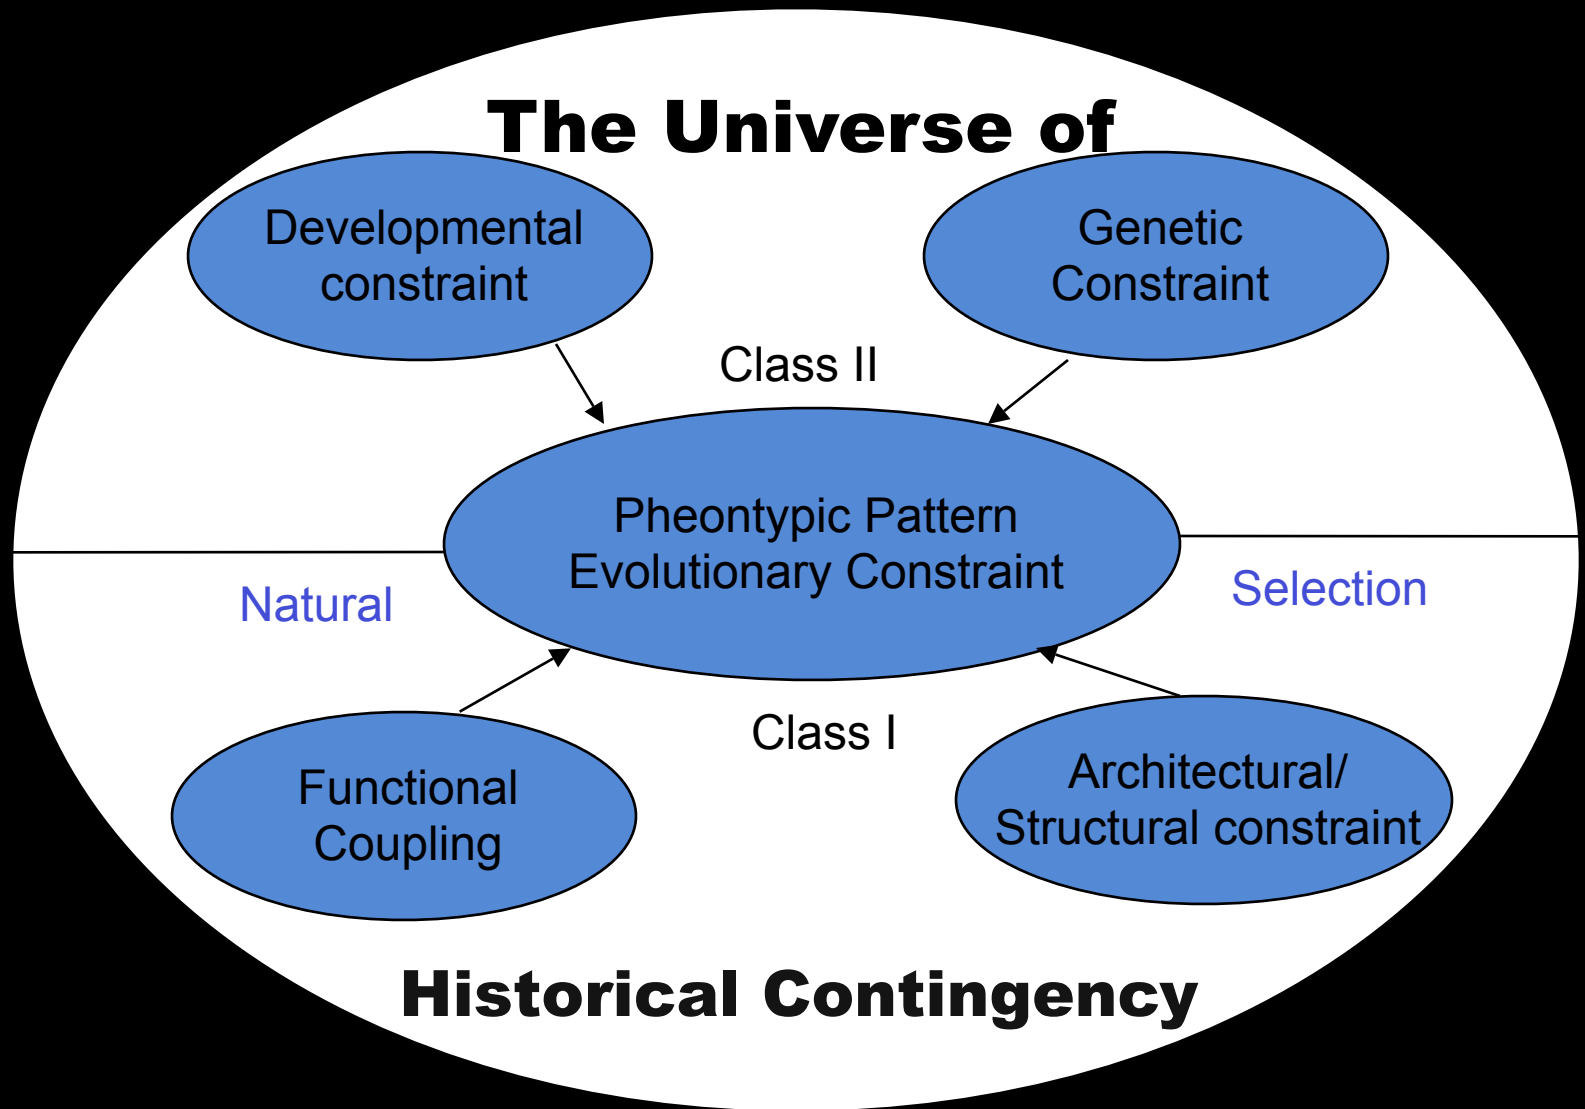 The Universe of
Developmental
constraint
Genetic
Constraint
Class II
Pheontypic Pattern
Evolutionary Constraint
Natural
Selection
Class I
Functional
Coupling
Architectural/
Structural constraint
Historical Contingency